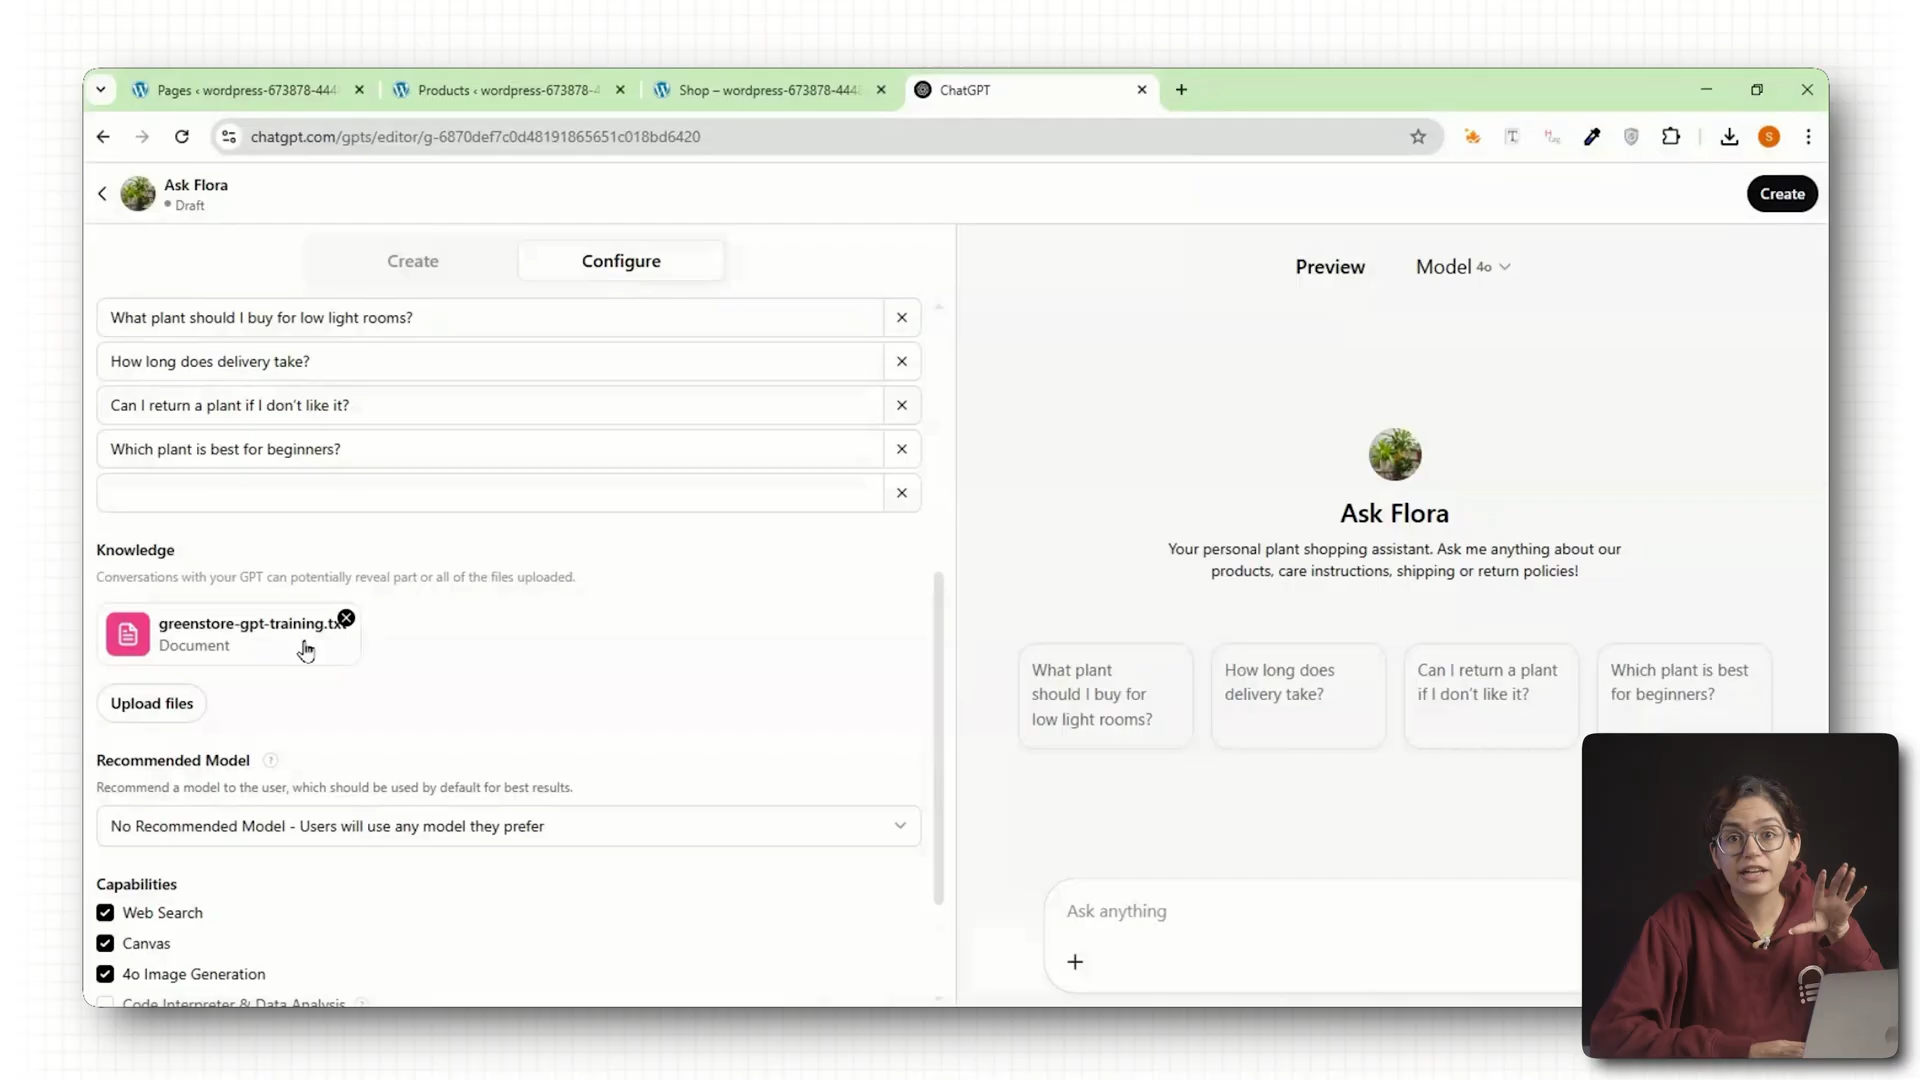 Pages ‹ wordpress-673878-444
Products ‹ wordpress-673878-4
Shop – wordpress-673878-444
ChatGPT
chatgpt.com/gpts/editor/g-6870def7c0d48191865651c018bd6420
S
Ask Flora
Draft
Create
Create
Configure
What plant should I buy for low light rooms?
How long does delivery take?
Can I return a plant if I don't like it?
Which plant is best for beginners?
Knowledge
Conversations with your GPT can potentially reveal part or all of the files uploaded.
greenstore-gpt-training.txt
Document
Upload files
Recommended Model ?
Recommend a model to the user, which should be used by default for best results.
No Recommended Model - Users will use any model they prefer
Capabilities
Web Search
Canvas
4o Image Generation
Code Interpreter & Data Analysis
Preview
Model 4o
Ask Flora
Your personal plant shopping assistant. Ask me anything about our
products, care instructions, shipping or return policies!
What plant
should I buy for
low light rooms?
How long does
delivery take?
Can I return a plant
if I don't like it?
Which plant is best
for beginners?
Ask anything